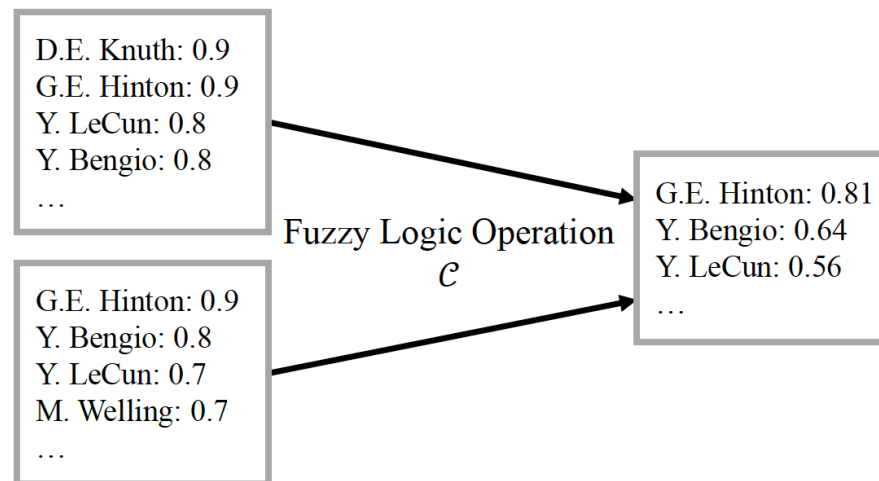 D.E. Knuth: 0.9
G.E. Hinton: 0.9
Y. LeCun: 0.8
Y. Bengio: 0.8
…
G.E. Hinton: 0.9
Y. Bengio: 0.8
Y. LeCun: 0.7
M. Welling: 0.7
…
Fuzzy Logic Operation
𝒞
G.E. Hinton: 0.81
Y. Bengio: 0.64
Y. LeCun: 0.56
…